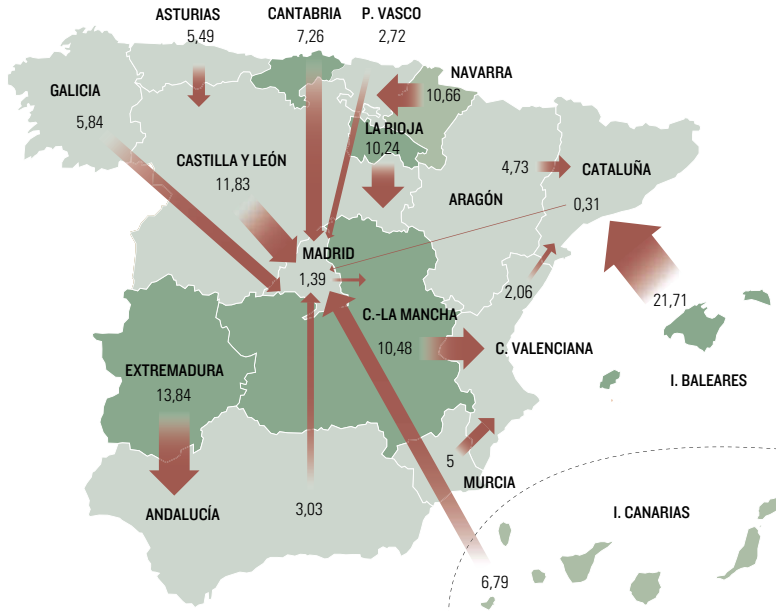 ASTURIAS
5,49
CANTABRIA
7,26
P. VASCO
2,72
NAVARRA
10,66
GALICIA
5,84
LA RIOJA
10,24
CASTILLA Y LEÓN
11,83
4,73
CATALUÑA
ARAGÓN
0,31
MADRID
1,39
2,06
21,71
C.-LA MANCHA
10,48
C. VALENCIANA
EXTREMADURA
13,84
I. BALEARES
5
MURCIA
ANDALUCÍA
3,03
I. CANARIAS
6,79